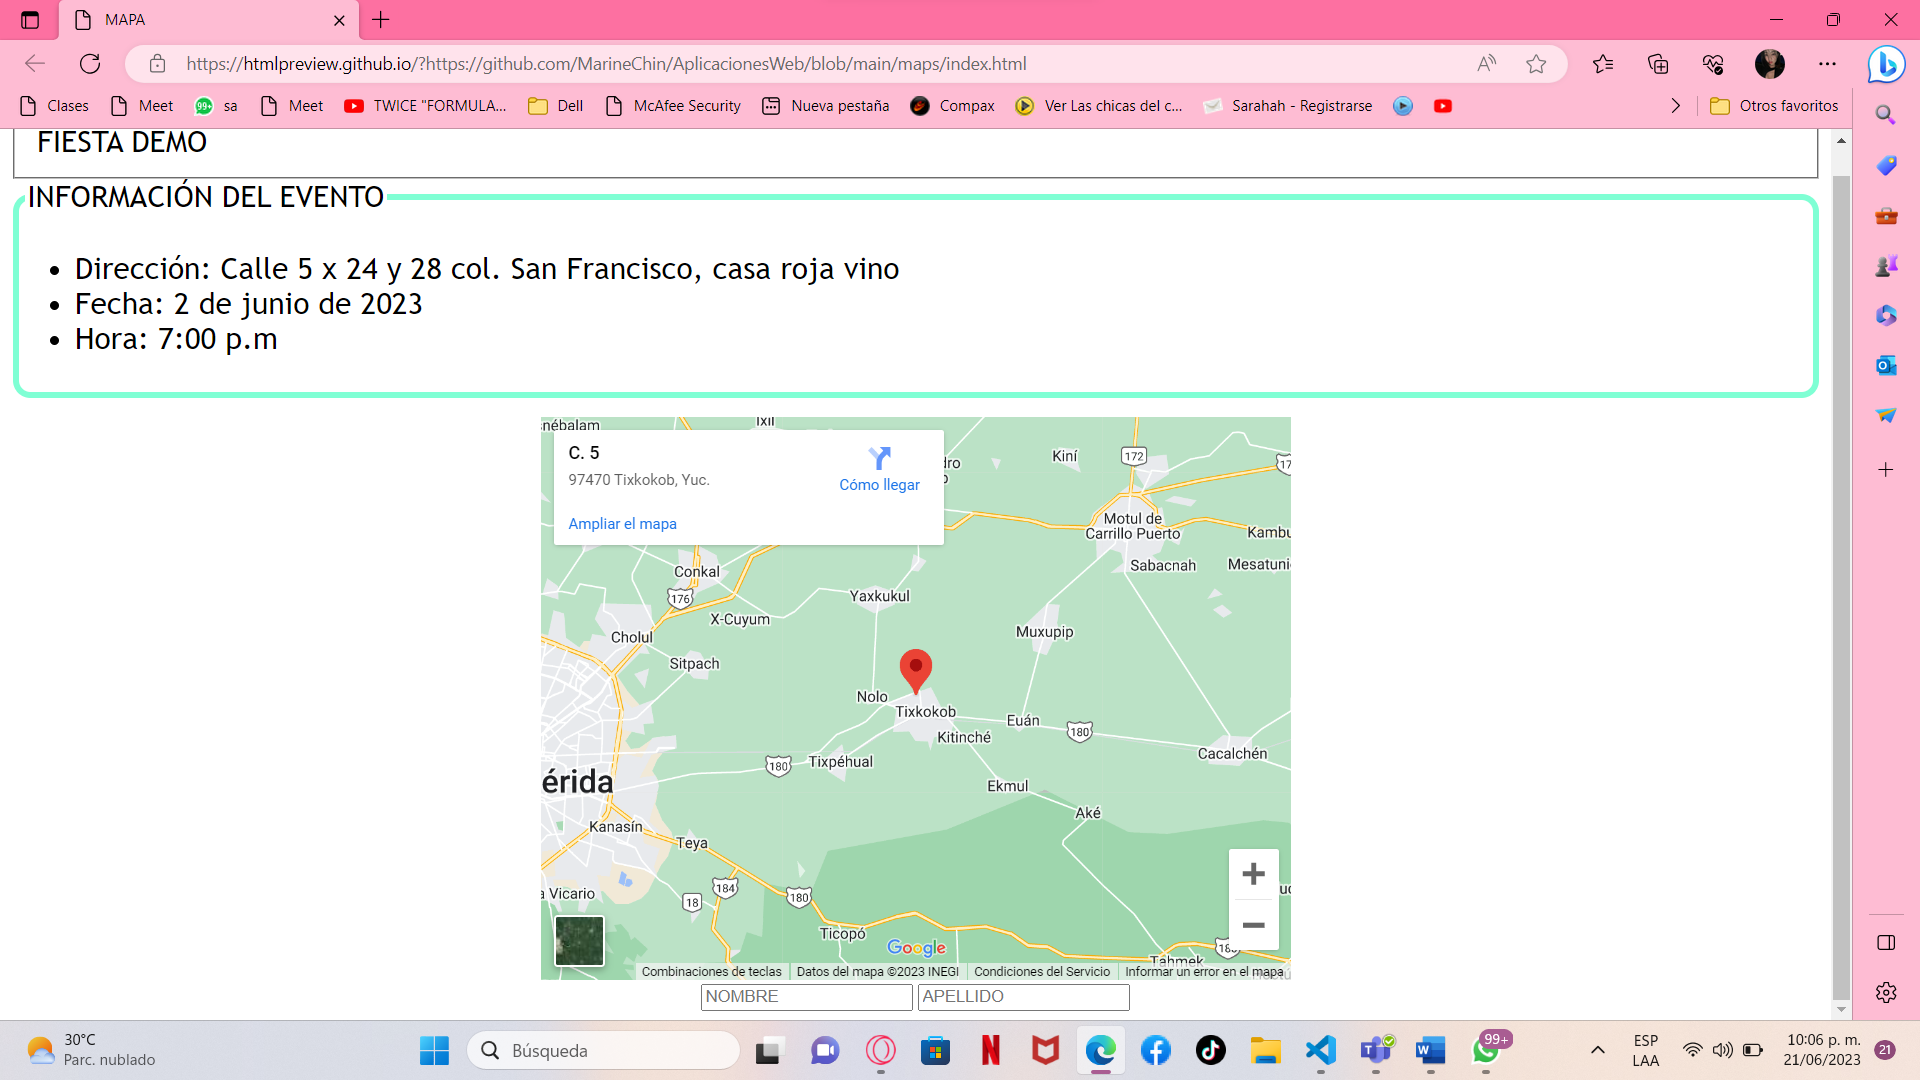 MAPA
https://htmlpreview.github.io/?https://github.com/MarineChin/AplicacionesWeb/blob/main/maps/index.html
Clases
Meet
99+
sa
Meet
TWICE "FORMULA...
Dell
McAfee Security
Nueva pestaña
Compax
Ver Las chicas del c...
Sarahah - Registrarse
Otros favoritos
FIESTA DEMO
INFORMACIÓN DEL EVENTO
• Dirección: Calle 5 x 24 y 28 col. San Francisco, casa roja vino
• Fecha: 2 de junio de 2023
• Hora: 7:00 p.m
nébalam
Ixil
C. 5
97470 Tixkokob, Yuc.
Cómo llegar
Ampliar el mapa
dro
Kiní
172
17
Motul de
Carrillo Puerto
Kambu
Sabacnah
Mesatuni
Conkal
176
X-Cuyum
Yaxkukul
Cholul
Muxupip
Sitpach
Nolo
Tixkokob
Euán
180
Kitinché
Cacalchén
180
Tixpéhual
érida
Ekmul
Aké
Kanasín
Teya
184
180
18
a Vicario
Ticopó
Google
Tahmek
Combinaciones de teclas
Datos del mapa ©2023 INEGI
Condiciones del Servicio
Informar un error en el mapa
NOMBRE
APELLIDO
30°C
Parc. nublado
Búsqueda
99+
ESP
LAA
10:06 p. m.
21/06/2023
21